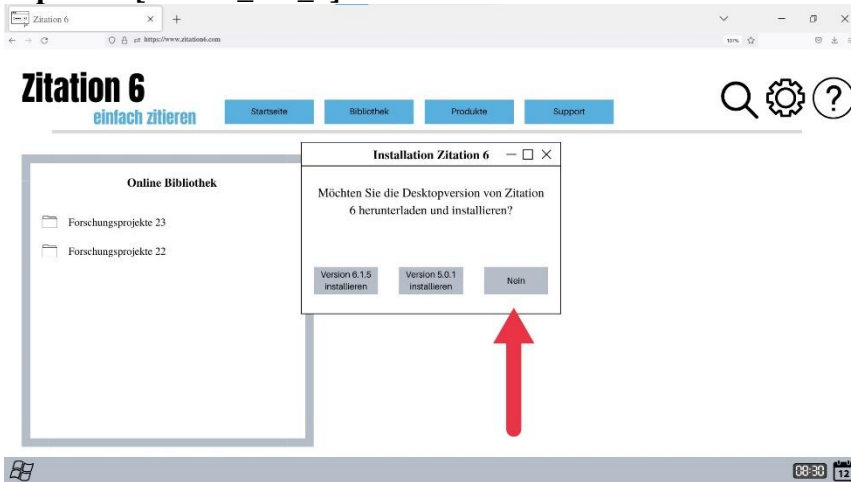 Zitation 6
https://www.zitation6.com
Zitation 6
einfach zitieren
Startseite
Bibliothek
Produkte
Support
Online Bibliothek
Forschungsprojekte 23
Forschungsprojekte 22
Installation Zitation 6
Möchten Sie die Desktopversion von Zitation
6 herunterladen und installieren?
Version 6.1.5
installieren
Version 5.0.1
installieren
Nein
08:30
12